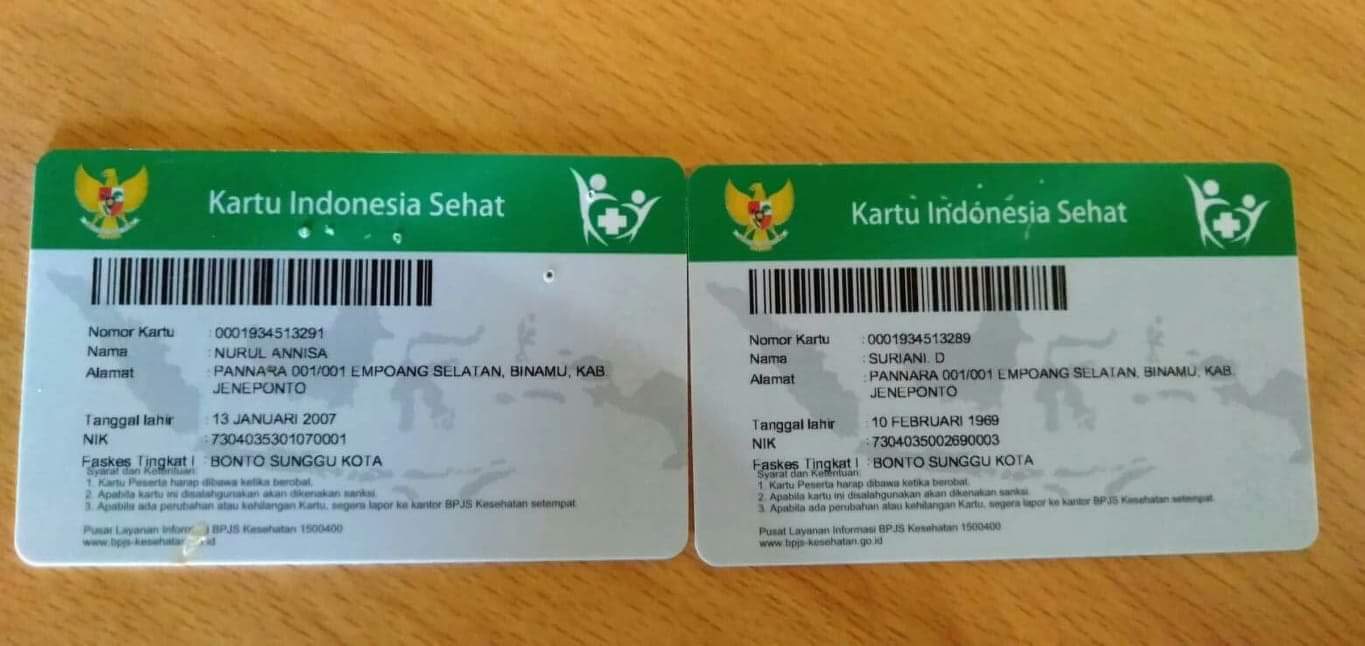 Kartu Indonesia Sehat
Nomor Kartu : 0001934513291
Nama : NURUL ANNISA
Alamat : PANNARA 001/001 EMPOANG SELATAN, BINAMU, KAB.
JENEPONTO
Tanggal lahir : 13 JANUARI 2007
NIK : 7304035301070001
Faskes Tingkat I : BONTO SUNGGU KOTA
Syarat dan Ketentuan:
1. Kartu Peserta harap dibawa ketika berobat.
2. Apabila kartu ini disalahgunakan akan dikenakan sanksi.
3. Apabila ada perubahan atau kehilangan Kartu, segera lapor ke kantor BPJS Kesehatan setempat.
Pusat Layanan Informasi BPJS Kesehatan 1500400
Kartu Indonesia Sehat
Nomor Kartu : 0001934513289
Nama : SURIANI. D
Alamat : PANNARA 001/001 EMPOANG SELATAN, BINAMU, KAB.
JENEPONTO
Tanggal lahir : 10 FEBRUARI 1969
NIK : 7304035002690003
Faskes Tingkat I : BONTO SUNGGU KOTA
Syarat dan Ketentuan:
1. Kartu Peserta harap dibawa ketika berobat.
2. Apabila kartu ini disalahgunakan akan dikenakan sanksi.
3. Apabila ada perubahan atau kehilangan Kartu, segera lapor ke kantor BPJS Kesehatan setempat.
Pusat Layanan Informasi BPJS Kesehatan 1500400
www.bpjs-kesehatan.go.id